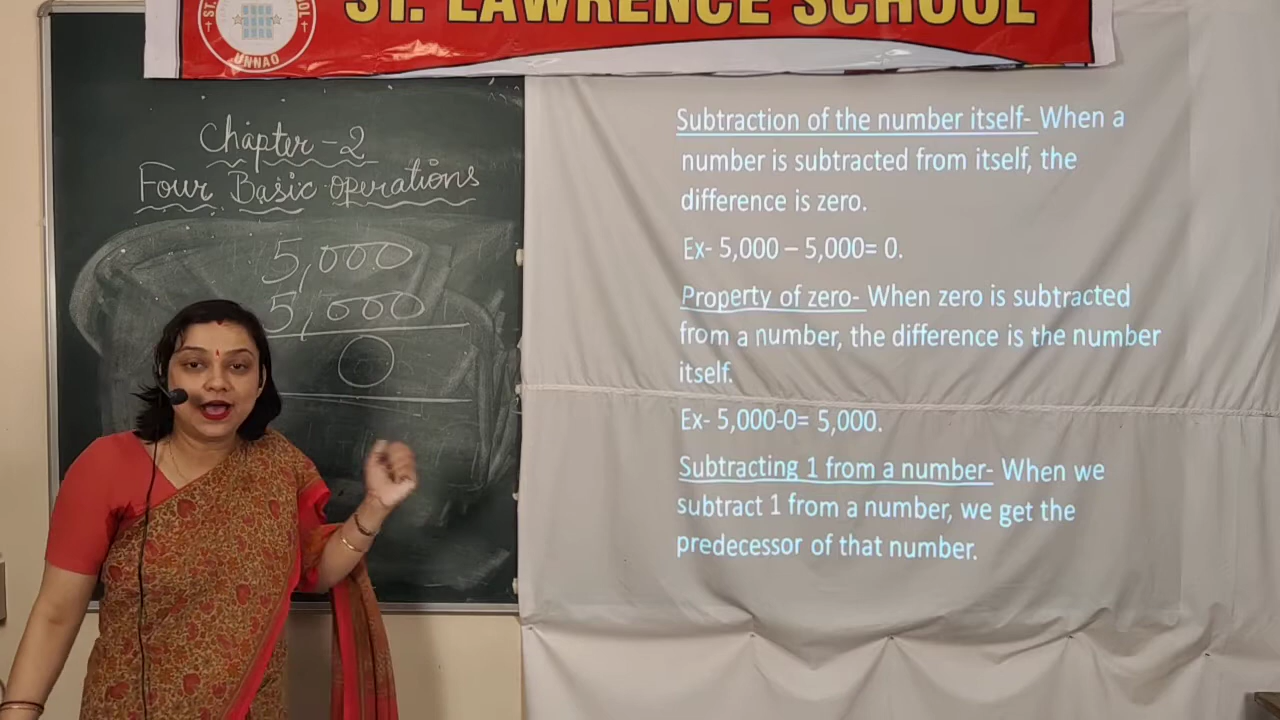 ST. LAWRENCE SCHOOL
ST.
OOL
UNNAO
Chapter-2
Four Basic Operations
5,000
5,000
0
Subtraction of the number itself- When a
number is subtracted from itself, the
difference is zero.
Ex- 5,000 – 5,000= 0.
Property of zero- When zero is subtracted
from a number, the difference is the number
itself.
Ex- 5,000-0= 5,000.
Subtracting 1 from a number- When we
subtract 1 from a number, we get the
predecessor of that number.